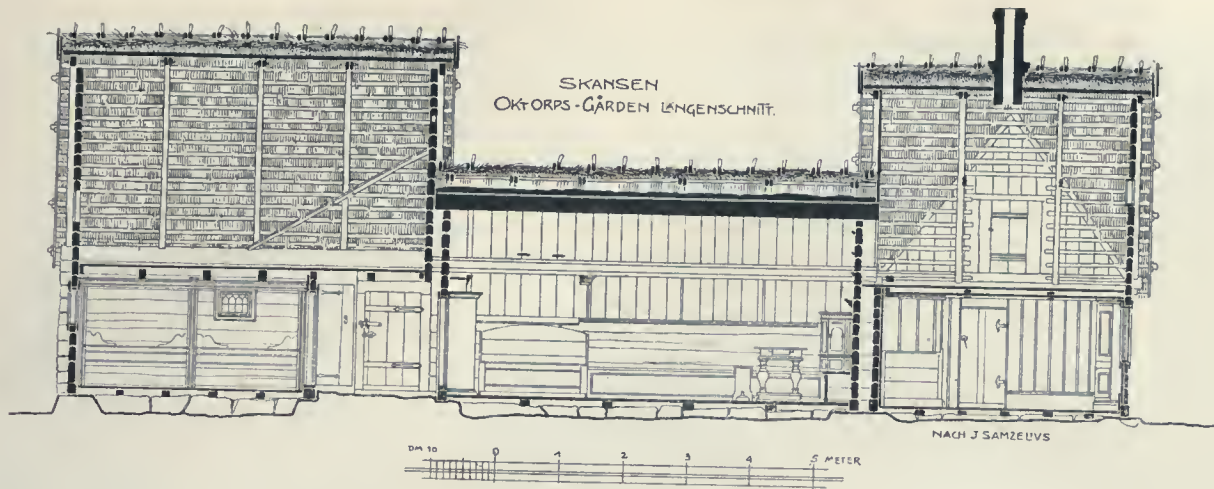 SKANSEN
OKTORPS-GÅRDEN LÄNGENSCHNITT.
NACH J SAMZELIVS
DM 10 0 1 2 3 4 5 METER